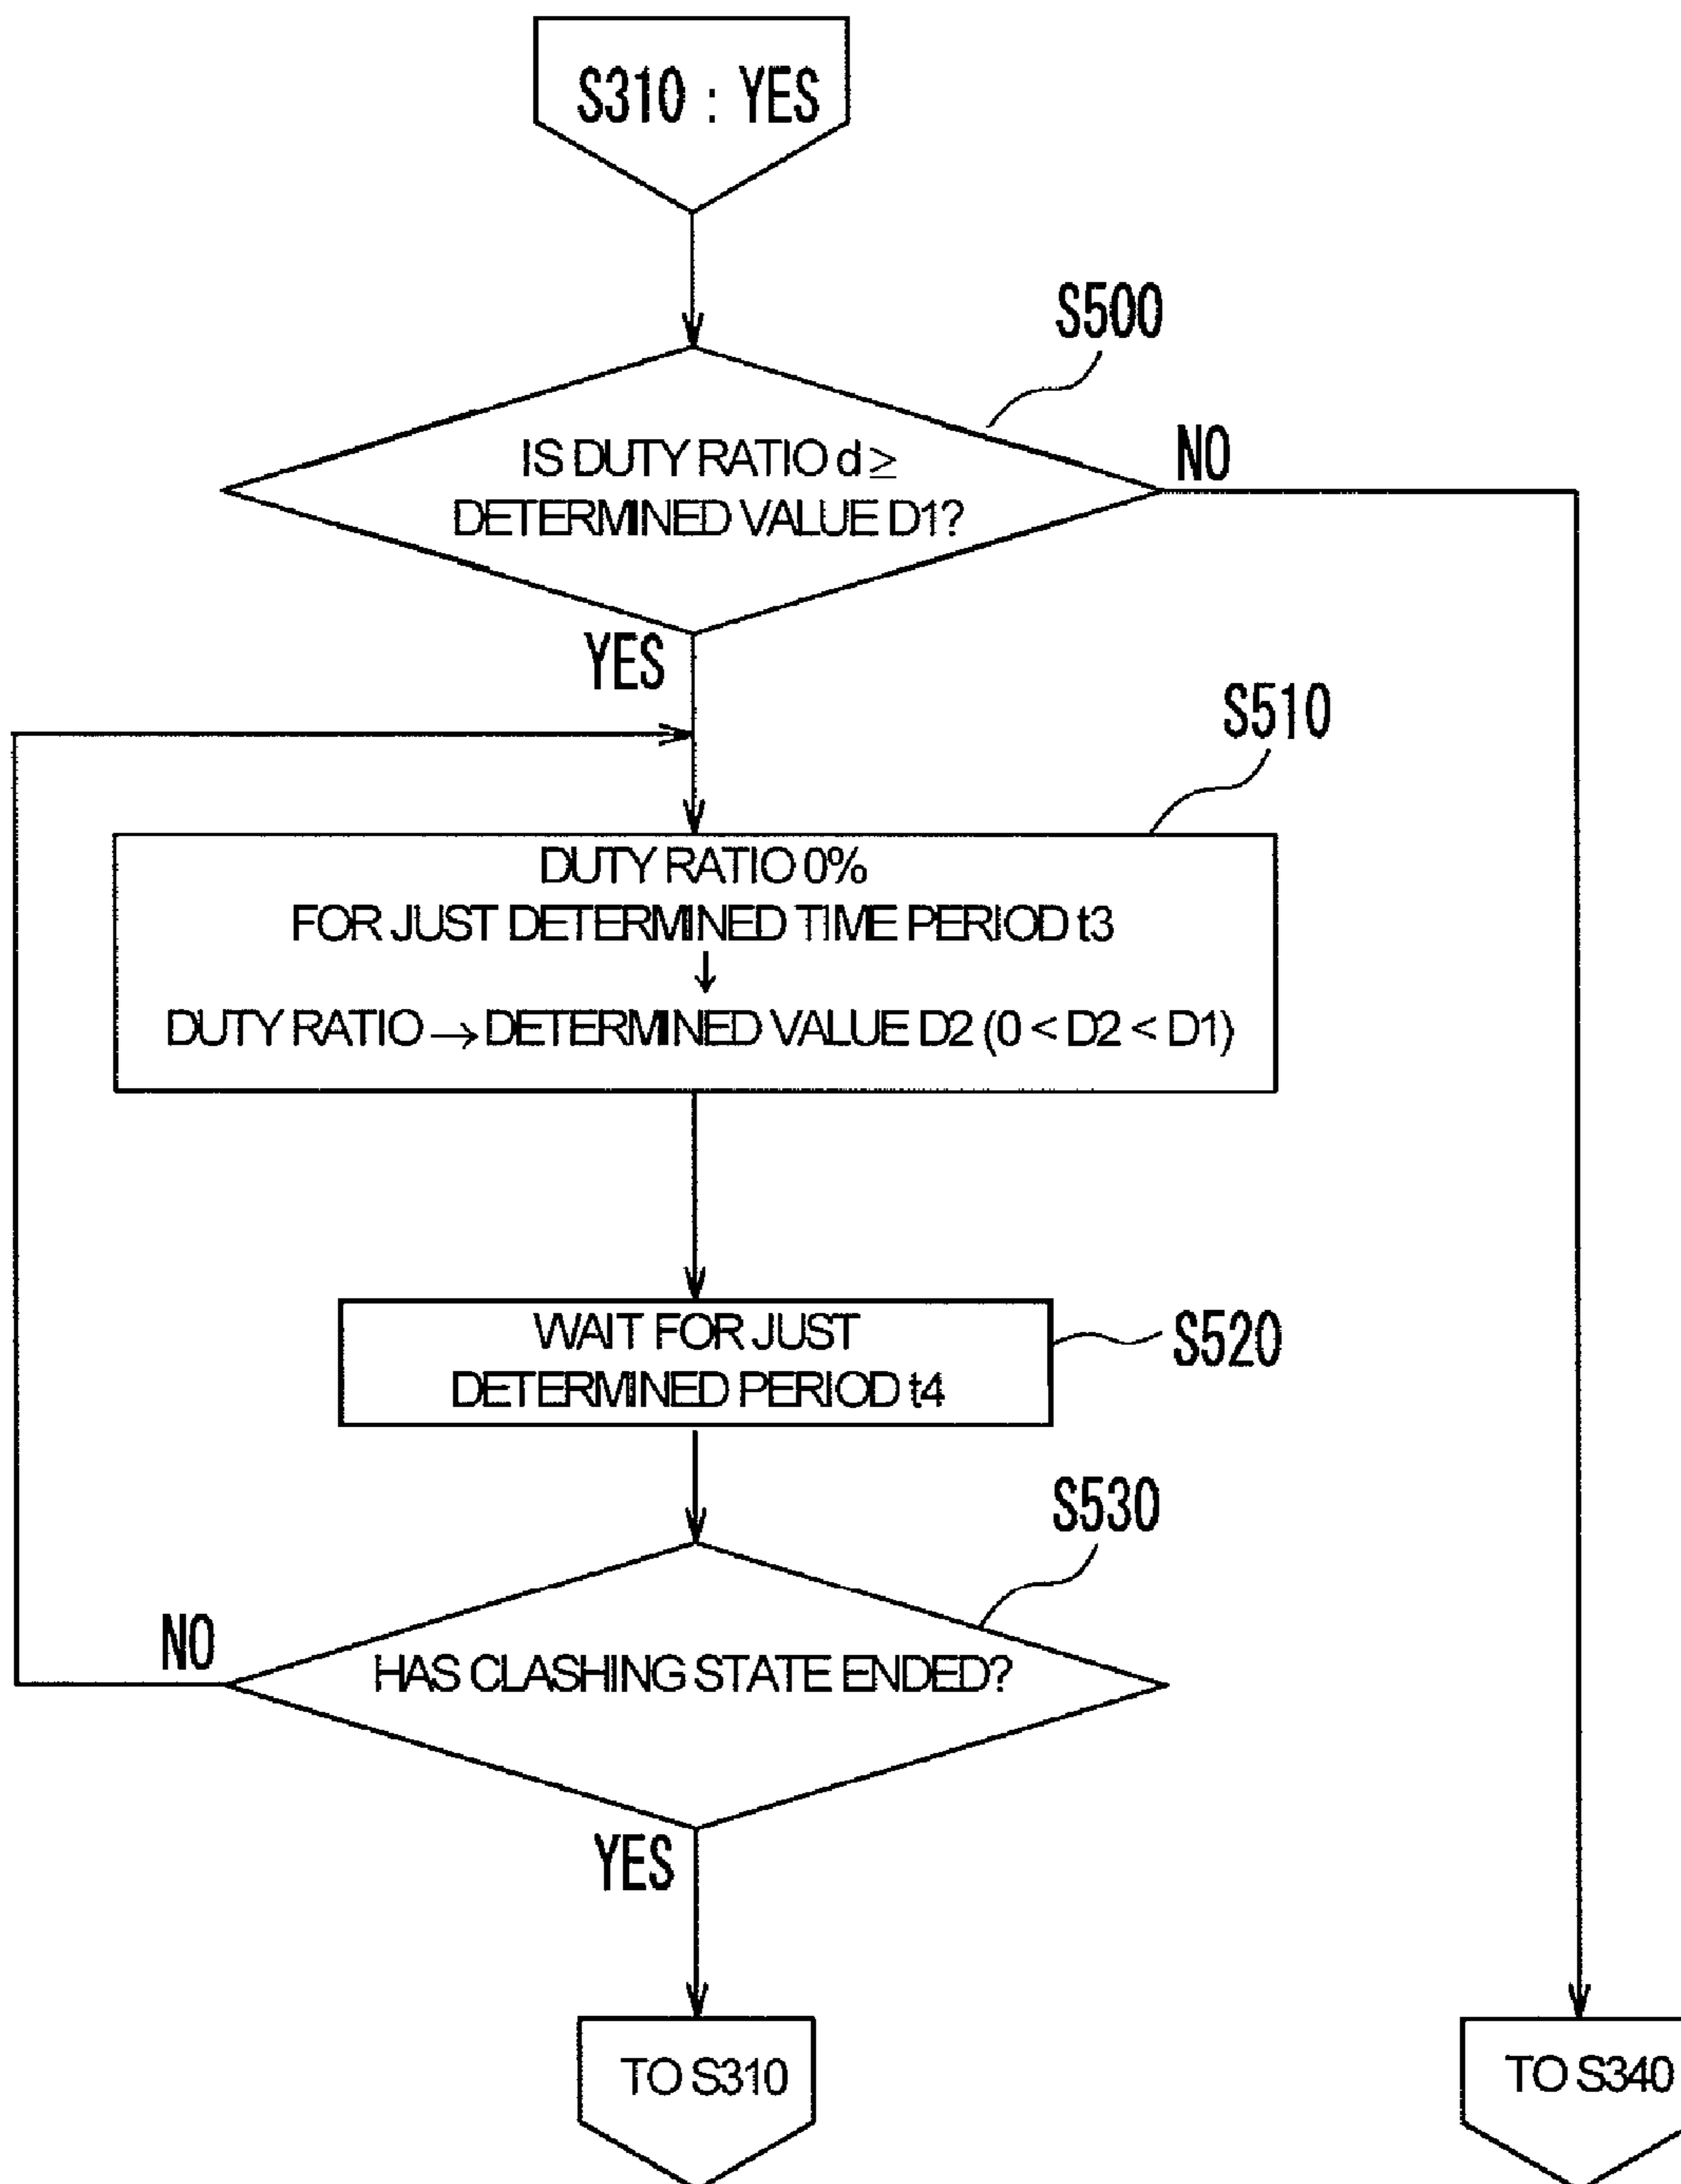 S310 : YES
S500
IS DUTY RATIO d ≥
DETERMINED VALUE D1?
NO
YES
S510
DUTY RATIO 0%
FOR JUST DETERMINED TIME PERIOD t3
↓
DUTY RATIO → DETERMINED VALUE D2 (0 < D2 < D1)
WAIT FOR JUST
DETERMINED PERIOD t4
S520
S530
NO
HAS CLASHING STATE ENDED?
YES
TO S310
TO S340